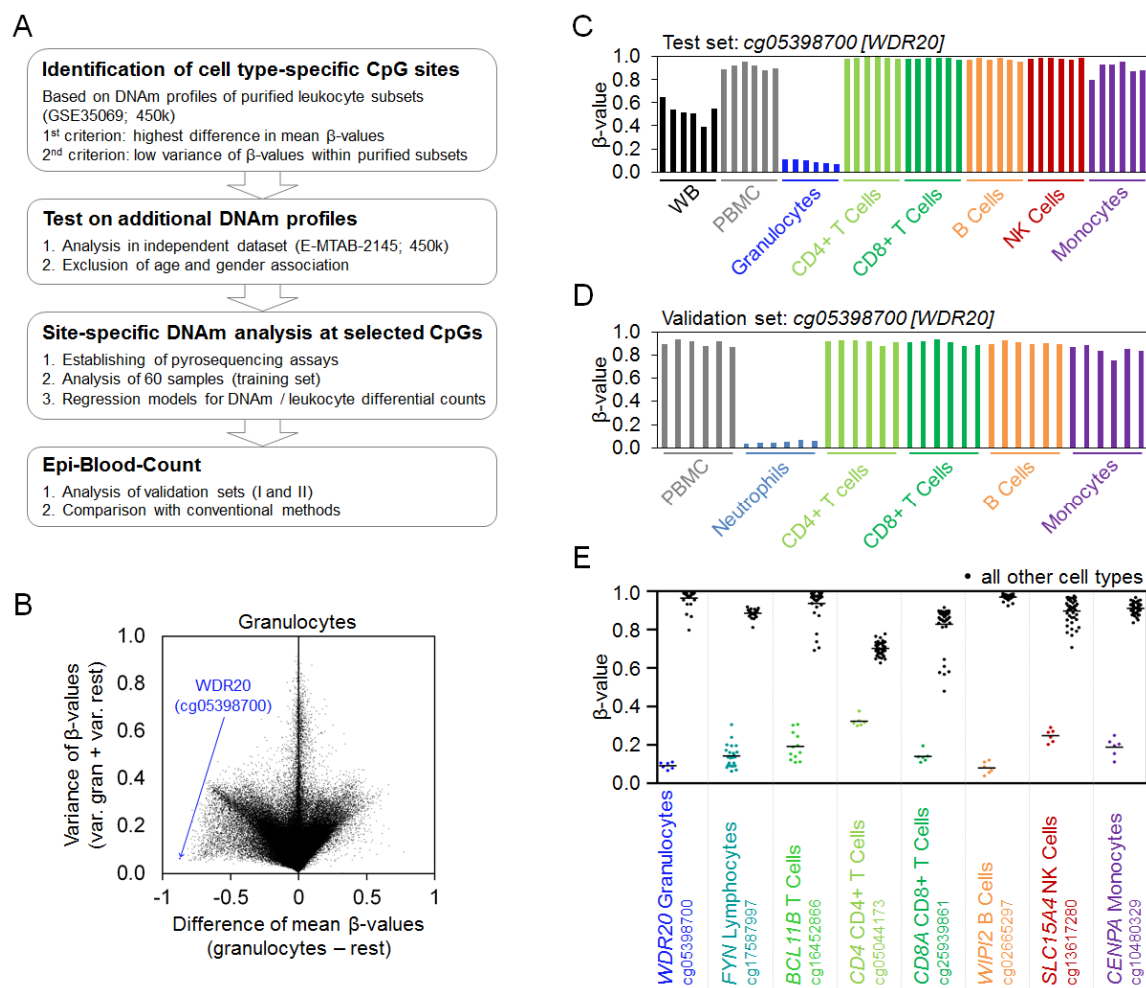 A
Identification of cell type-specific CpG sites
Based on DNAm profiles of purified leukocyte subsets
(GSE35069; 450k)
1st criterion: highest difference in mean β-values
2nd criterion: low variance of β-values within purified subsets
Test on additional DNAm profiles
1. Analysis in independent dataset (E-MTAB-2145; 450k)
2. Exclusion of age and gender association
Site-specific DNAm analysis at selected CpGs
1. Establishing of pyrosequencing assays
2. Analysis of 60 samples (training set)
3. Regression models for DNAm / leukocyte differential counts
Epi-Blood-Count
1. Analysis of validation sets (I and II)
2. Comparison with conventional methods
B
Granulocytes
WDR20
(cg05398700)
Variance of β-values
(var. gran + var. rest)
1.0
0.8
0.6
0.4
0.2
0.0
-1
-0.5
0
0.5
1
Difference of mean β-values
(granulocytes – rest)
C
Test set: cg05398700 [WDR20]
β-value
1.0
0.8
0.6
0.4
0.2
0.0
WB
PBMC
Granulocytes
CD4+ T Cells
CD8+ T Cells
B Cells
NK Cells
Monocytes
D
Validation set: cg05398700 [WDR20]
β-value
1.0
0.8
0.6
0.4
0.2
0.0
PBMC
Neutrophils
CD4+ T Cells
CD8+ T Cells
B Cells
Monocytes
E
• all other cell types
β-value
1.0
0.8
0.6
0.4
0.2
0.0
WDR20 Granulocytes
cg05398700
FYN Lymphocytes
cg17587997
BCL11B T Cells
cg16452866
CD4 CD4+ T Cells
cg05044173
CD8A CD8+ T Cells
cg25939861
WIPI2 B Cells
cg02665297
SLC15A4 NK Cells
cg13617280
CENPA Monocytes
cg10480329